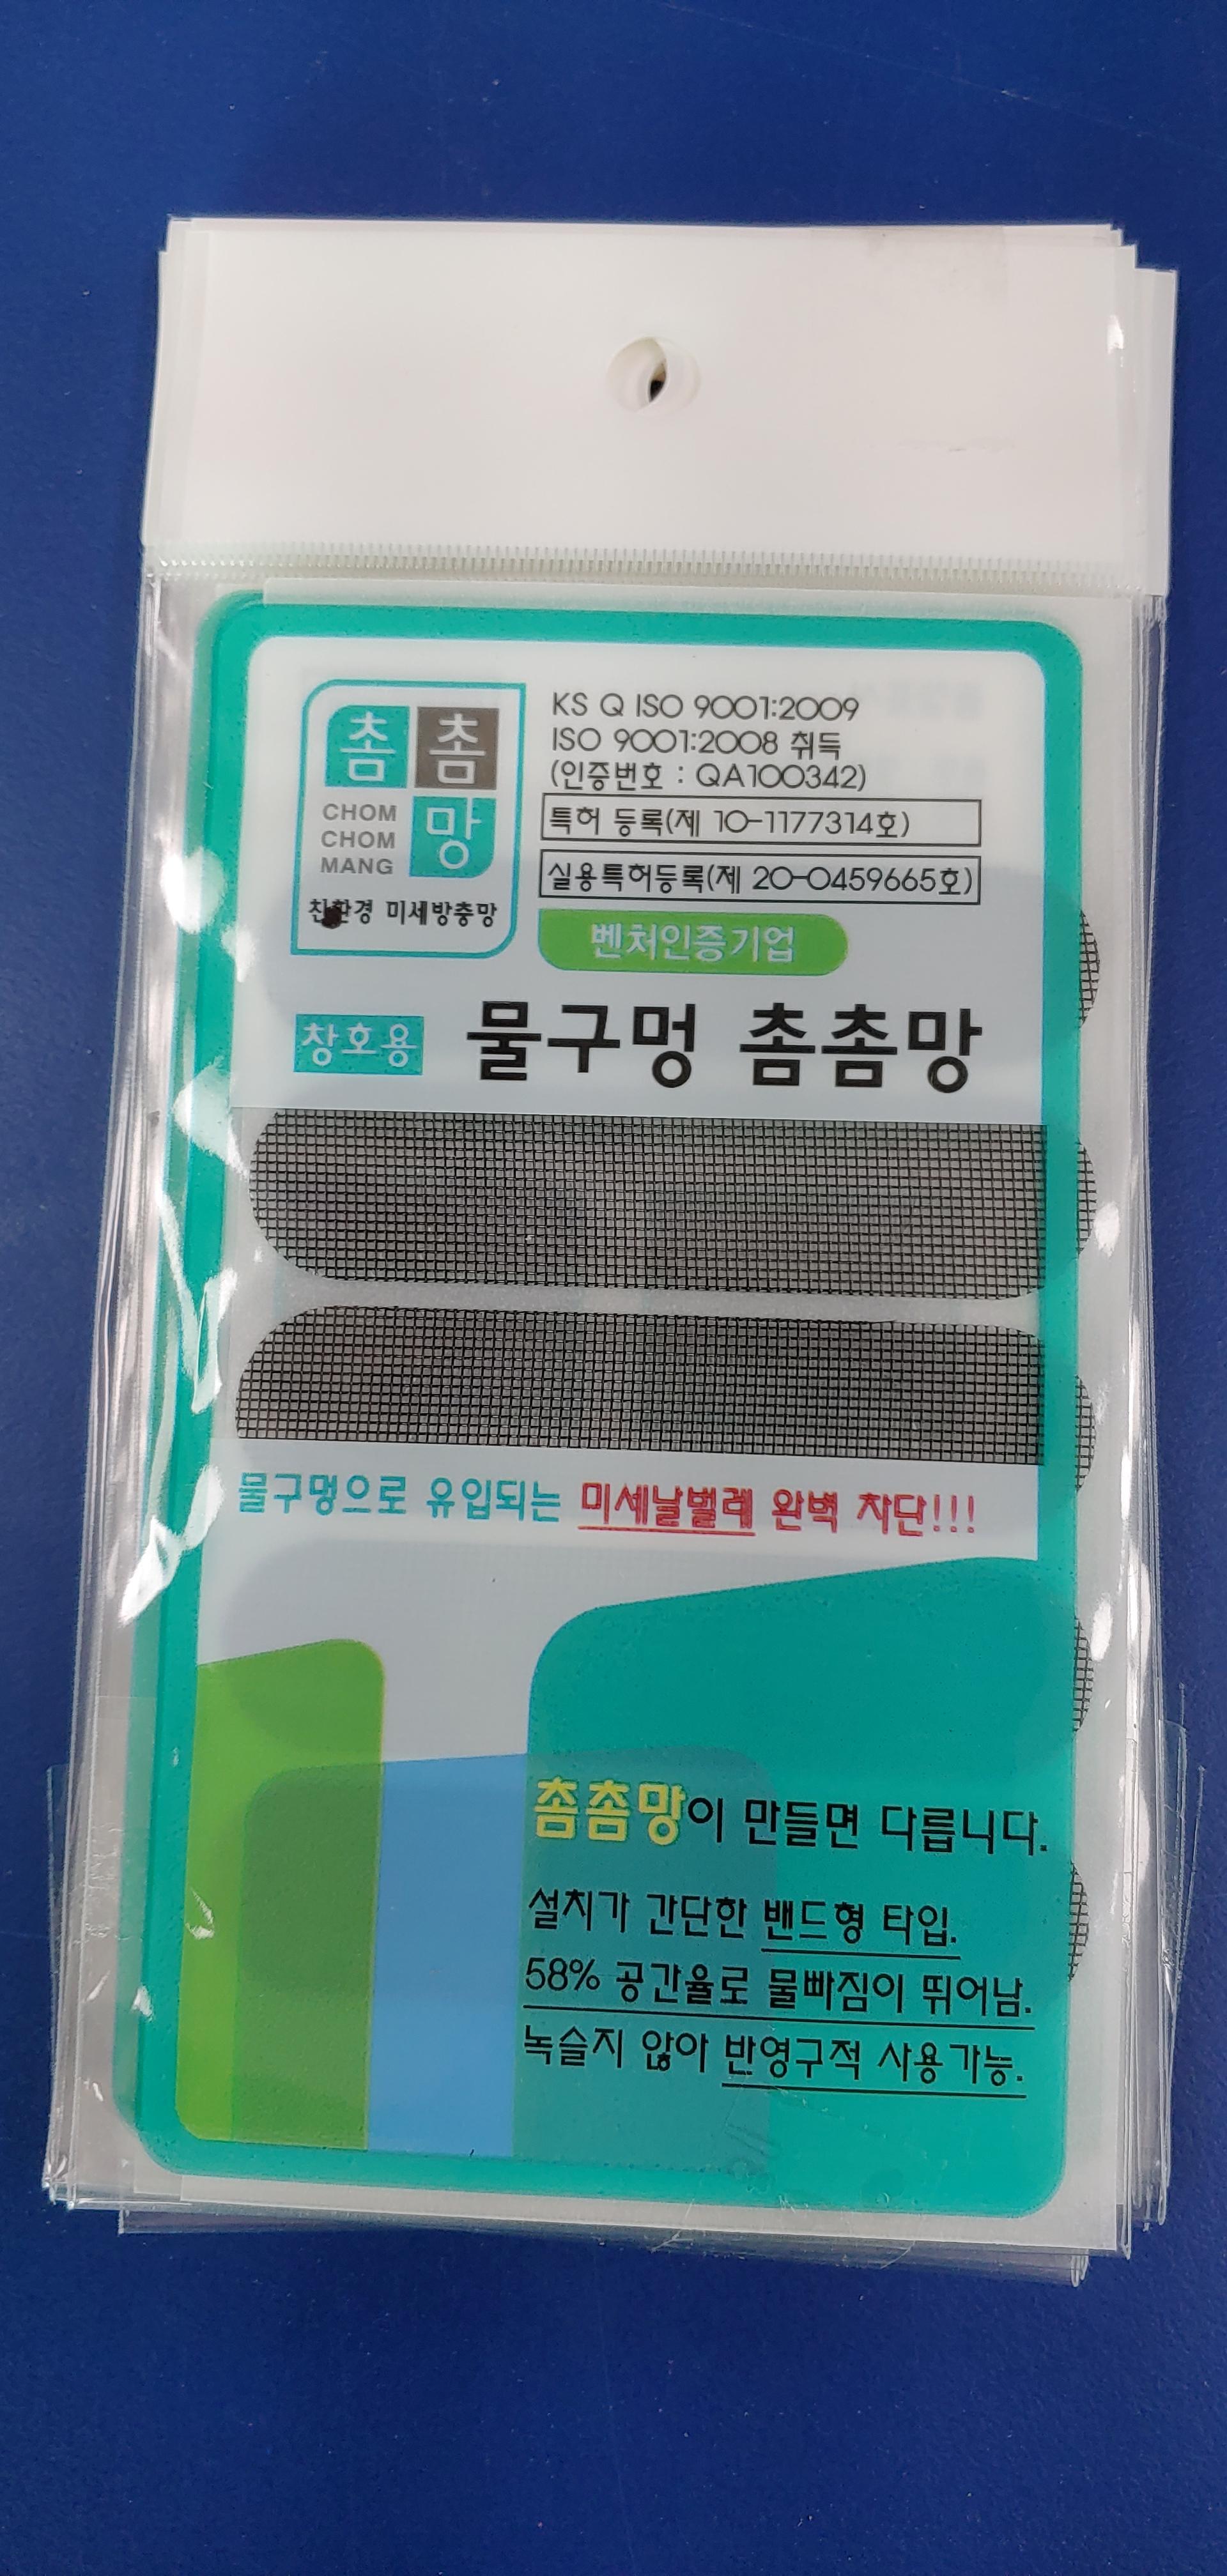 촘촘망
CHOM
CHOM
MANG
친환경 미세방충망
KS Q ISO 9001:2009
ISO 9001:2008 취득
(인증번호 : QA100342)
특허 등록(제 10-1177314호)
실용특허등록(제 20-0459665호)
벤처인증기업
창호용 물구멍 촘촘망
물구멍으로 유입되는 미세날벌레 완벽 차단!!!
촘촘망이 만들면 다릅니다.
설치가 간단한 밴드형 타입.
58% 공간율로 물빠짐이 뛰어남.
녹슬지 않아 반영구적 사용가능.